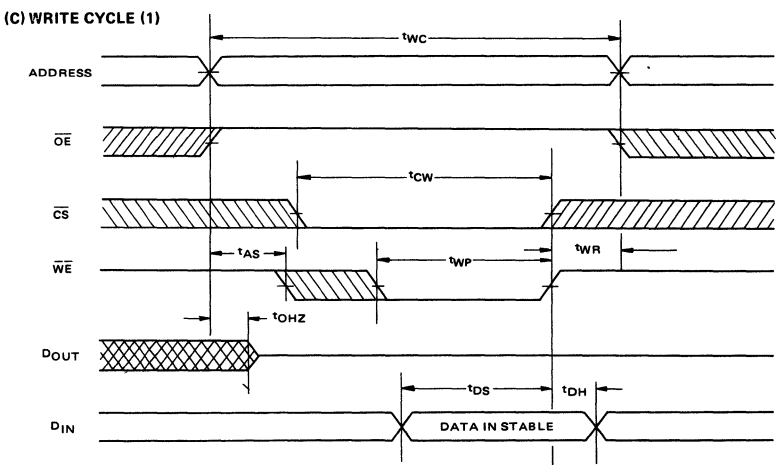 (C) WRITE CYCLE (1)
tWC
ADDRESS
OE
tCW
CS
tAS
tWP
tWR
WE
tOHZ
DOUT
tDS
tDH
DIN
DATA IN STABLE